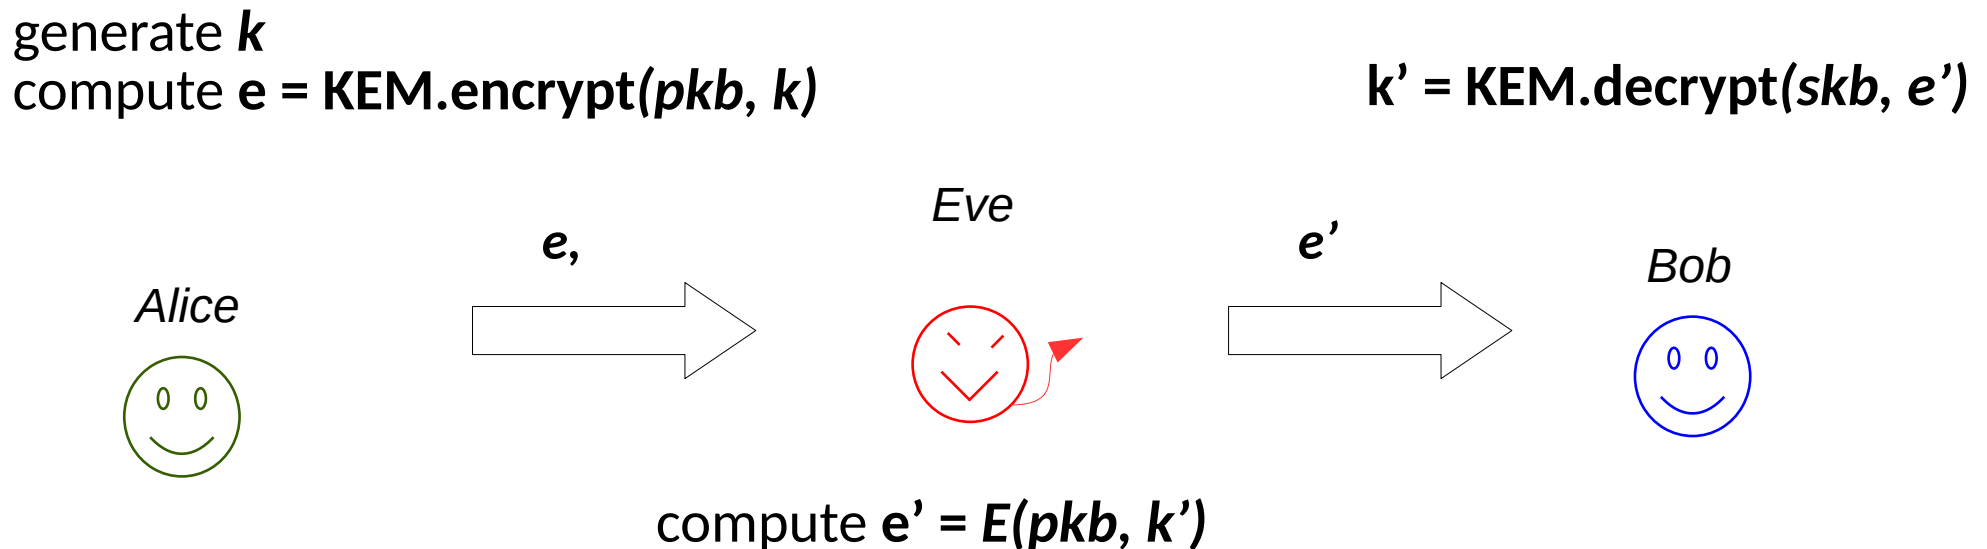 generate k
compute e = KEM.encrypt(pkb, k)
k’ = KEM.decrypt(skb, e’)
Eve
e,
e’
Bob
Alice
compute e’ = E(pkb, k’)